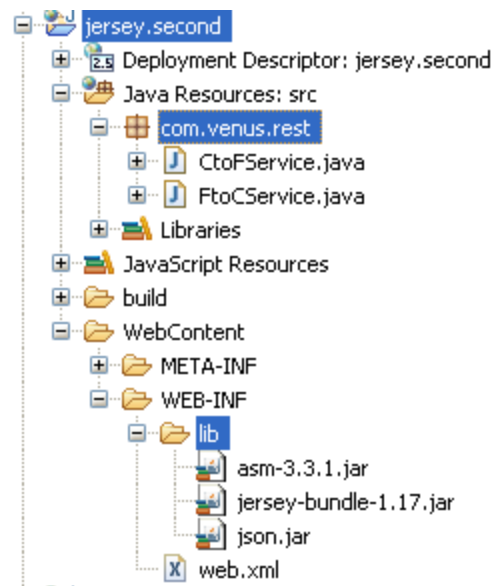 jersey.second
2.5 Deployment Descriptor: jersey.second
Java Resources: src
com.venus.rest
J CtoFService.java
J FtoCService.java
Libraries
JavaScript Resources
build
WebContent
META-INF
WEB-INF
lib
asm-3.3.1.jar
jersey-bundle-1.17.jar
json.jar
X web.xml